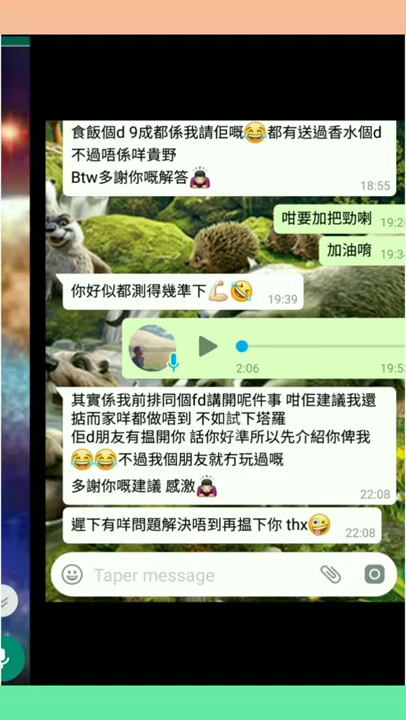 食飯個d 9成都係我請佢嘅😂都有送過香水個d
不過唔係咩貴野
Btw多謝你嘅解答🙇🏻‍♂️
18:55
咁要加把勁喇
加油唷
你好似都測得幾準下💪🏻🤣
19:39
2:06
其實係我前排同個fd講開呢件事 咁佢建議我還
掂而家咩都做唔到 不如試下塔羅
佢d朋友有搵開你 話你好準所以先介紹你俾我
😂😂不過我個朋友就冇玩過嘅
多謝你嘅建議 感激🙇🏻‍♂️
22:08
遲下有咩問題解決唔到再搵下你 thx🤪
22:08
Taper message